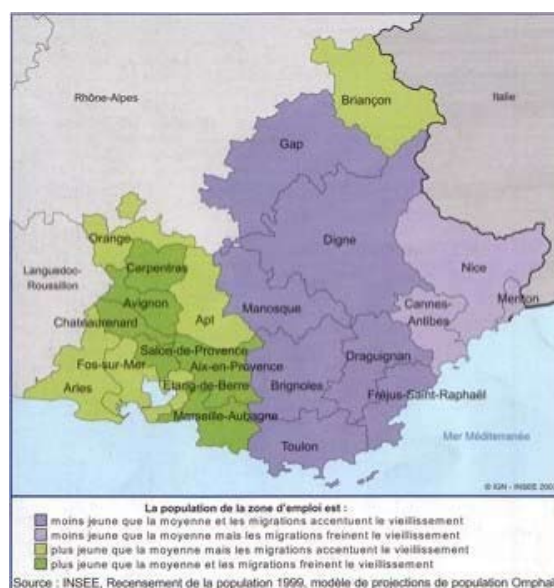 Briançon
Rhône-Alpes
Italie
Gap
Orange
Digne
Carpentras
Languedoc-
Roussillon
Nice
Avignon
Menton
Cannes-
Antibes
Manosque
Châteaurenard
Apt
Draguignan
Salon-de-Provence
Fos-sur-Mer
Aix-en-Provence
Etang-de-Berre
Brignoles
Fréjus-Saint-Raphaël
Arles
Marseille-Aubagne
Mer Méditerranée
Toulon
© IGN - INSEE
La population de la zone d'emploi est :
moins jeune que la moyenne et les migrations accentuent le vieillissement
moins jeune que la moyenne mais les migrations freinent le vieillissement
plus jeune que la moyenne mais les migrations accentuent le vieillissement
plus jeune que la moyenne et les migrations freinent le vieillissement
Source : INSEE, Recensement de la population 1999, modèle de projections de population